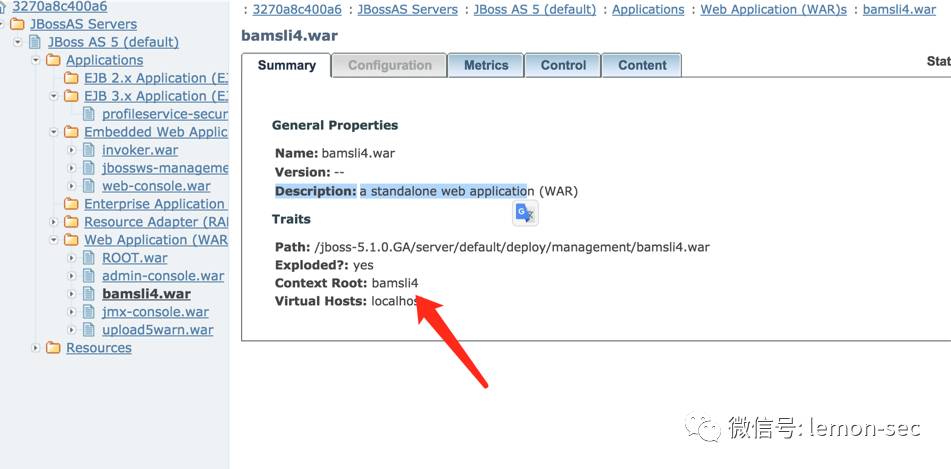 3270a8c400a6
JBossAS Servers
JBoss AS 5 (default)
Applications
EJB 2.x Application (E
EJB 3.x Application (E
profileservice-secur
Embedded Web Applic
invoker.war
jbossws-manageme
web-console.war
Enterprise Application
Resource Adapter (RA
Web Application (WAR
ROOT.war
admin-console.war
bamsli4.war
jmx-console.war
upload5warn.war
Resources
: 3270a8c400a6 : JBossAS Servers : JBoss AS 5 (default) : Applications : Web Application (WAR)s : bamsli4.war
bamsli4.war
Summary Configuration Metrics Control Content Stat
General Properties
Name: bamsli4.war
Version: --
Description: a standalone web application (WAR)
Traits
Path: /jboss-5.1.0.GA/server/default/deploy/management/bamsli4.war
Exploded?: yes
Context Root: bamsli4
Virtual Hosts: localhos
微信号: lemon-sec